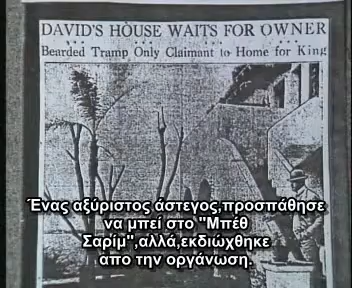 DAVID'S HOUSE WAITS FOR OWNER
Bearded Tramp Only Claimant to Home for King
Ένας αξύριστος άστεγος,προσπάθησε
να μπεί στο "Μπέθ
Σαρίμ",αλλά,εκδιώχθηκε
απο την οργάνωση.